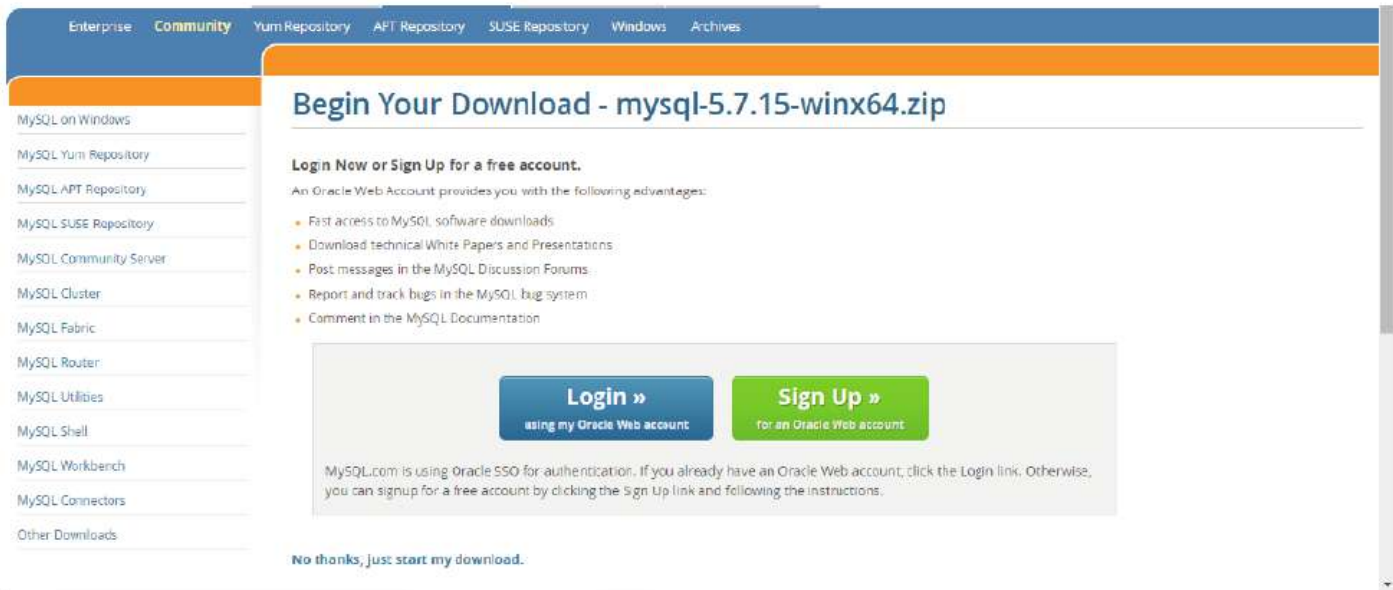 Enterprise Community Yum Repository APT Repository SUSE Repository Windows Archives
MySQL on Windows
MySQL Yum Repository
MySQL APT Repository
MySQL SUSE Repository
MySQL Community Server
MySQL Cluster
MySQL Fabric
MySQL Router
MySQL Utilities
MySQL Shell
MySQL Workbench
MySQL Connectors
Other Downloads
Begin Your Download - mysql-5.7.15-winx64.zip
Login Now or Sign Up for a free account.
An Oracle Web Account provides you with the following advantages:
Fast access to MySQL software downloads
Download technical White Papers and Presentations
Post messages in the MySQL Discussion Forums
Report and track bugs in the MySQL bug system
Comment in the MySQL Documentation
Login »
using my Oracle Web account
Sign Up »
for an Oracle Web account
MySQL.com is using Oracle SSO for authentication. If you already have an Oracle Web account, click the Login link. Otherwise,
you can signup for a free account by clicking the Sign Up link and following the instructions.
No thanks, just start my download.